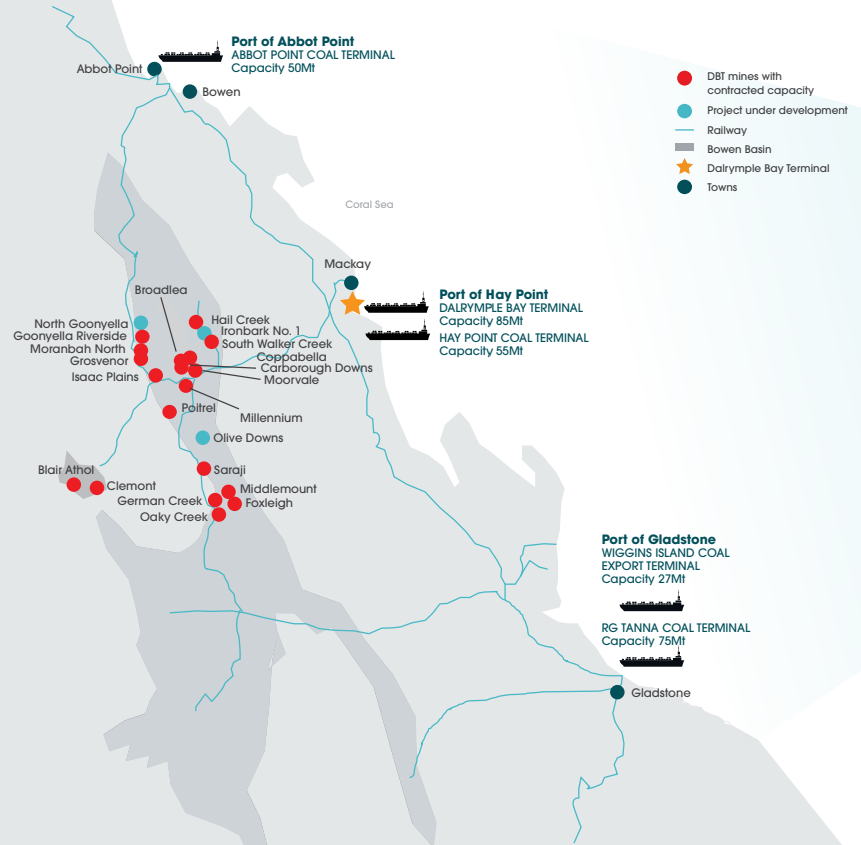 Port of Abbot Point
ABBOT POINT COAL TERMINAL
Capacity 50Mt
Abbot Point
Bowen
DBT mines with
contracted capacity
Project under development
Railway
Bowen Basin
Dalrymple Bay Terminal
Towns
Coral Sea
Mackay
Port of Hay Point
DALRYMPLE BAY TERMINAL
Capacity 85Mt
HAY POINT COAL TERMINAL
Capacity 55Mt
Broadlea
North Goonyella
Goonyella Riverside
Moranbah North
Grosvenor
Isaac Plains
Hail Creek
Ironbark No. 1
South Walker Creek
Coppabella
Carborough Downs
Moorvale
Poitrel
Millennium
Olive Downs
Blair Athol
Clemont
Saraji
Middlemount
German Creek
Foxleigh
Oaky Creek
Port of Gladstone
WIGGINS ISLAND COAL
EXPORT TERMINAL
Capacity 27Mt
RG TANNA COAL TERMINAL
Capacity 75Mt
Gladstone